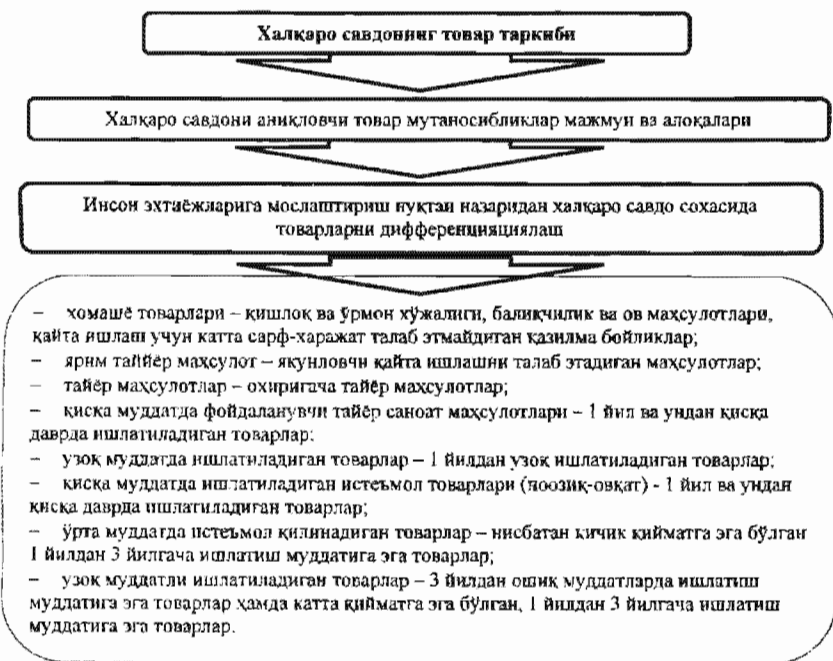 Халқаро савдонинг товар таркиби
Халқаро савдони аниқловчи товар мутаносибликлар мажмуи ва алоқалари
Инсон эхтиёжларига мослаштириш нуқтаи назаридан халқаро савдо сохасида
товарларни дифференцияциялаш
– хомашё товарлари – қишлоқ ва ўрмон хўжалиги, балиқчилик ва ов маҳсулотлари,
қайта ишлаш учун катта сарф-харажат талаб этмайдиган қазилма бойликлар;
– ярим тайёр маҳсулот – якунловчи қайта ишлашни талаб этадиган маҳсулотлар;
– тайёр маҳсулотлар – охиригача тайёр маҳсулотлар;
– қисқа муддатда фойдаланувчи тайёр саноат маҳсулотлари – 1 йил ва ундан қисқа
даврда ишлатиладиган товарлар;
– узоқ муддатда ишлатиладиган товарлар – 1 йилдан узоқ ишлатиладиган товарлар;
– қисқа муддатда ишлатиладиган истеъмол товарлари (ноозиқ-овқат) - 1 йил ва ундан
қисқа даврда ишлатиладиган товарлар;
– ўрта муддатда истеъмол қилинадиган товарлар – нисбатан кичик қийматга эга бўлган
1 йилдан 3 йилгача ишлатиш муддатига эга товарлар;
– узоқ муддатли ишлатиладиган товарлар – 3 йилдан ошиқ муддатларда ишлатиш
муддатига эга товарлар ҳамда катта қийматга эга бўлган, 1 йилдан 3 йилгача ишлатиш
муддатига эга товарлар.